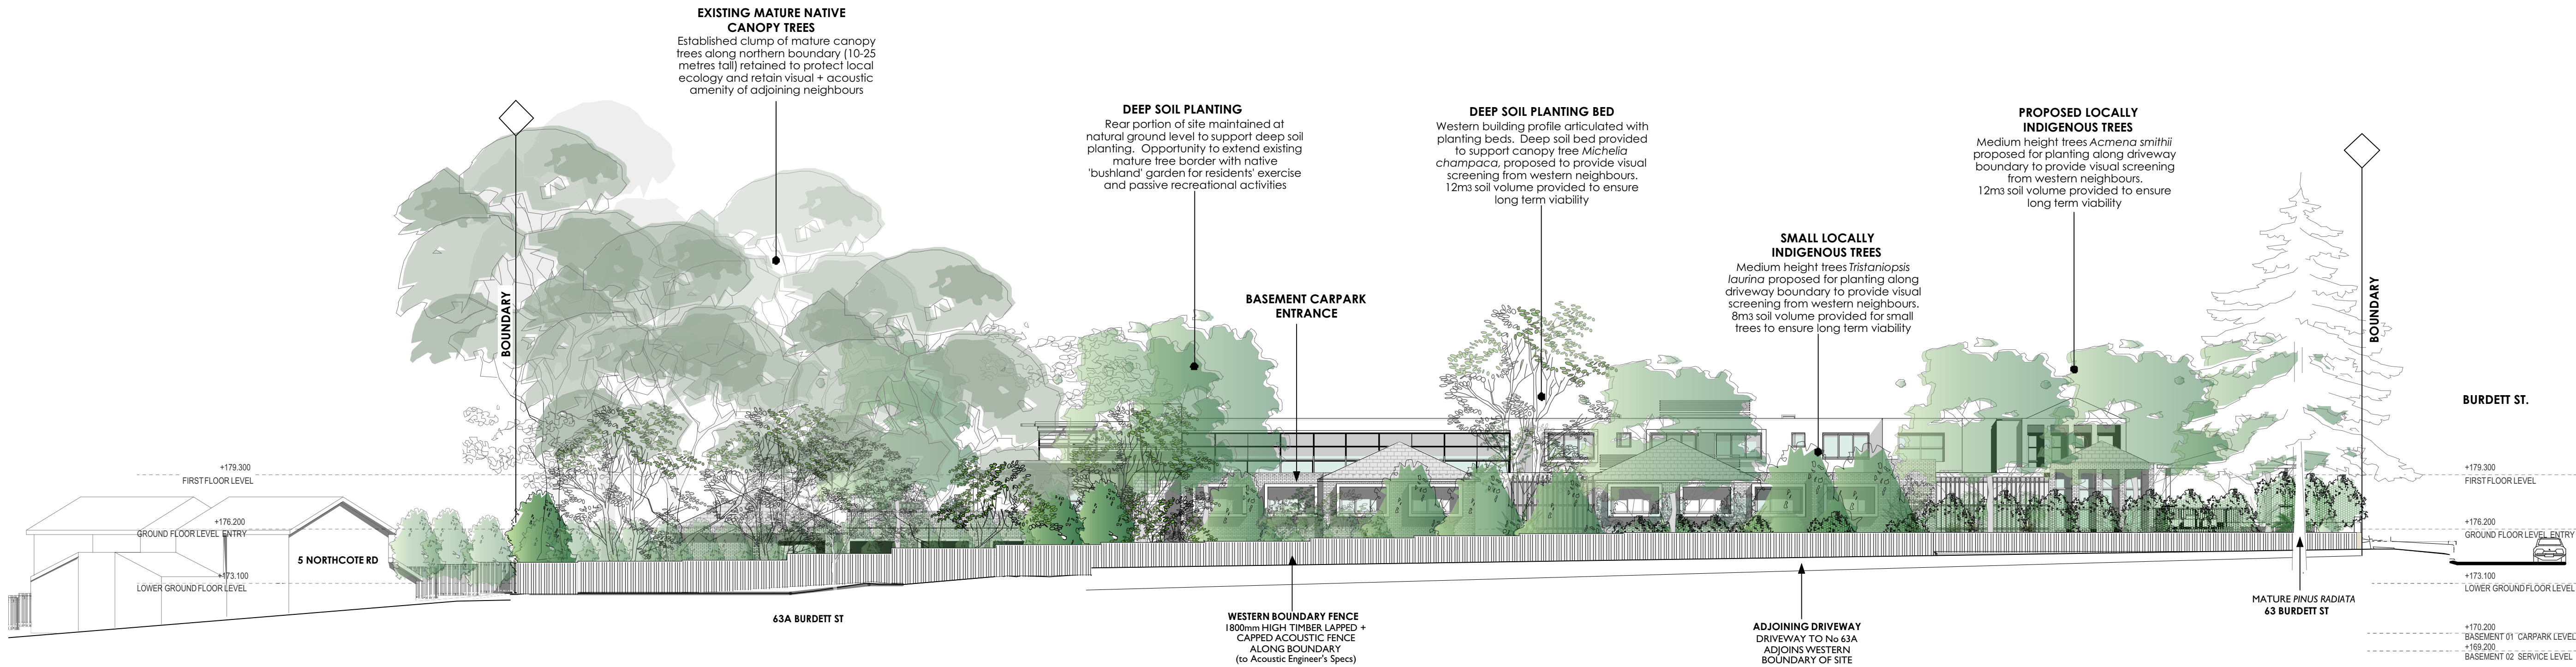 EXISTING MATURE NATIVE
CANOPY TREES
Established clump of mature canopy
trees along northern boundary (10-25
metres tall) retained to protect local
ecology and retain visual + acoustic
amenity of adjoining neighbours
DEEP SOIL PLANTING
Rear portion of site maintained at
natural ground level to support deep soil
planting. Opportunity to extend existing
mature tree border with native
'bushland' garden for residents' exercise
and passive recreational activities
BASEMENT CARPARK
ENTRANCE
DEEP SOIL PLANTING BED
Western building profile articulated with
planting beds. Deep soil bed provided
to support canopy tree Michelia
champaca, proposed to provide visual
screening from western neighbours.
12m3 soil volume provided to ensure
long term viability
SMALL LOCALLY
INDIGENOUS TREES
Medium height trees Tristaniopsis
laurina proposed for planting along
driveway boundary to provide visual
screening from western neighbours.
8m3 soil volume provided for small
trees to ensure long term viability
PROPOSED LOCALLY
INDIGENOUS TREES
Medium height trees Acmena smithii
proposed for planting along driveway
boundary to provide visual screening
from western neighbours.
12m3 soil volume provided to ensure
long term viability
BOUNDARY
BOUNDARY
BURDETT ST.
+179.300
FIRST FLOOR LEVEL
+176.200
GROUND FLOOR LEVEL ENTRY
5 NORTHCOTE RD
+173.100
LOWER GROUND FLOOR LEVEL
63A BURDETT ST
WESTERN BOUNDARY FENCE
1800mm HIGH TIMBER LAPPED +
CAPPED ACOUSTIC FENCE
ALONG BOUNDARY
(to Acoustic Engineer's Specs)
ADJOINING DRIVEWAY
DRIVEWAY TO No 63A
ADJOINS WESTERN
BOUNDARY OF SITE
MATURE PINUS RADIATA
63 BURDETT ST
+179.300
FIRST FLOOR LEVEL
+176.200
GROUND FLOOR LEVEL ENTRY
+173.100
LOWER GROUND FLOOR LEVEL
+170.200
BASEMENT 01 CARPARK LEVEL
+169.200
BASEMENT 02 SERVICE LEVEL